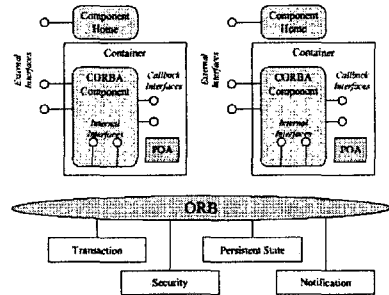 Component
Home
Container
External
Interfaces
CORBA
Component
Callback
Interfaces
Internal
Interfaces
POA
Component
Home
Container
External
Interfaces
CORBA
Component
Callback
Interfaces
Internal
Interfaces
POA
ORB
Transaction
Persistent State
Security
Notification